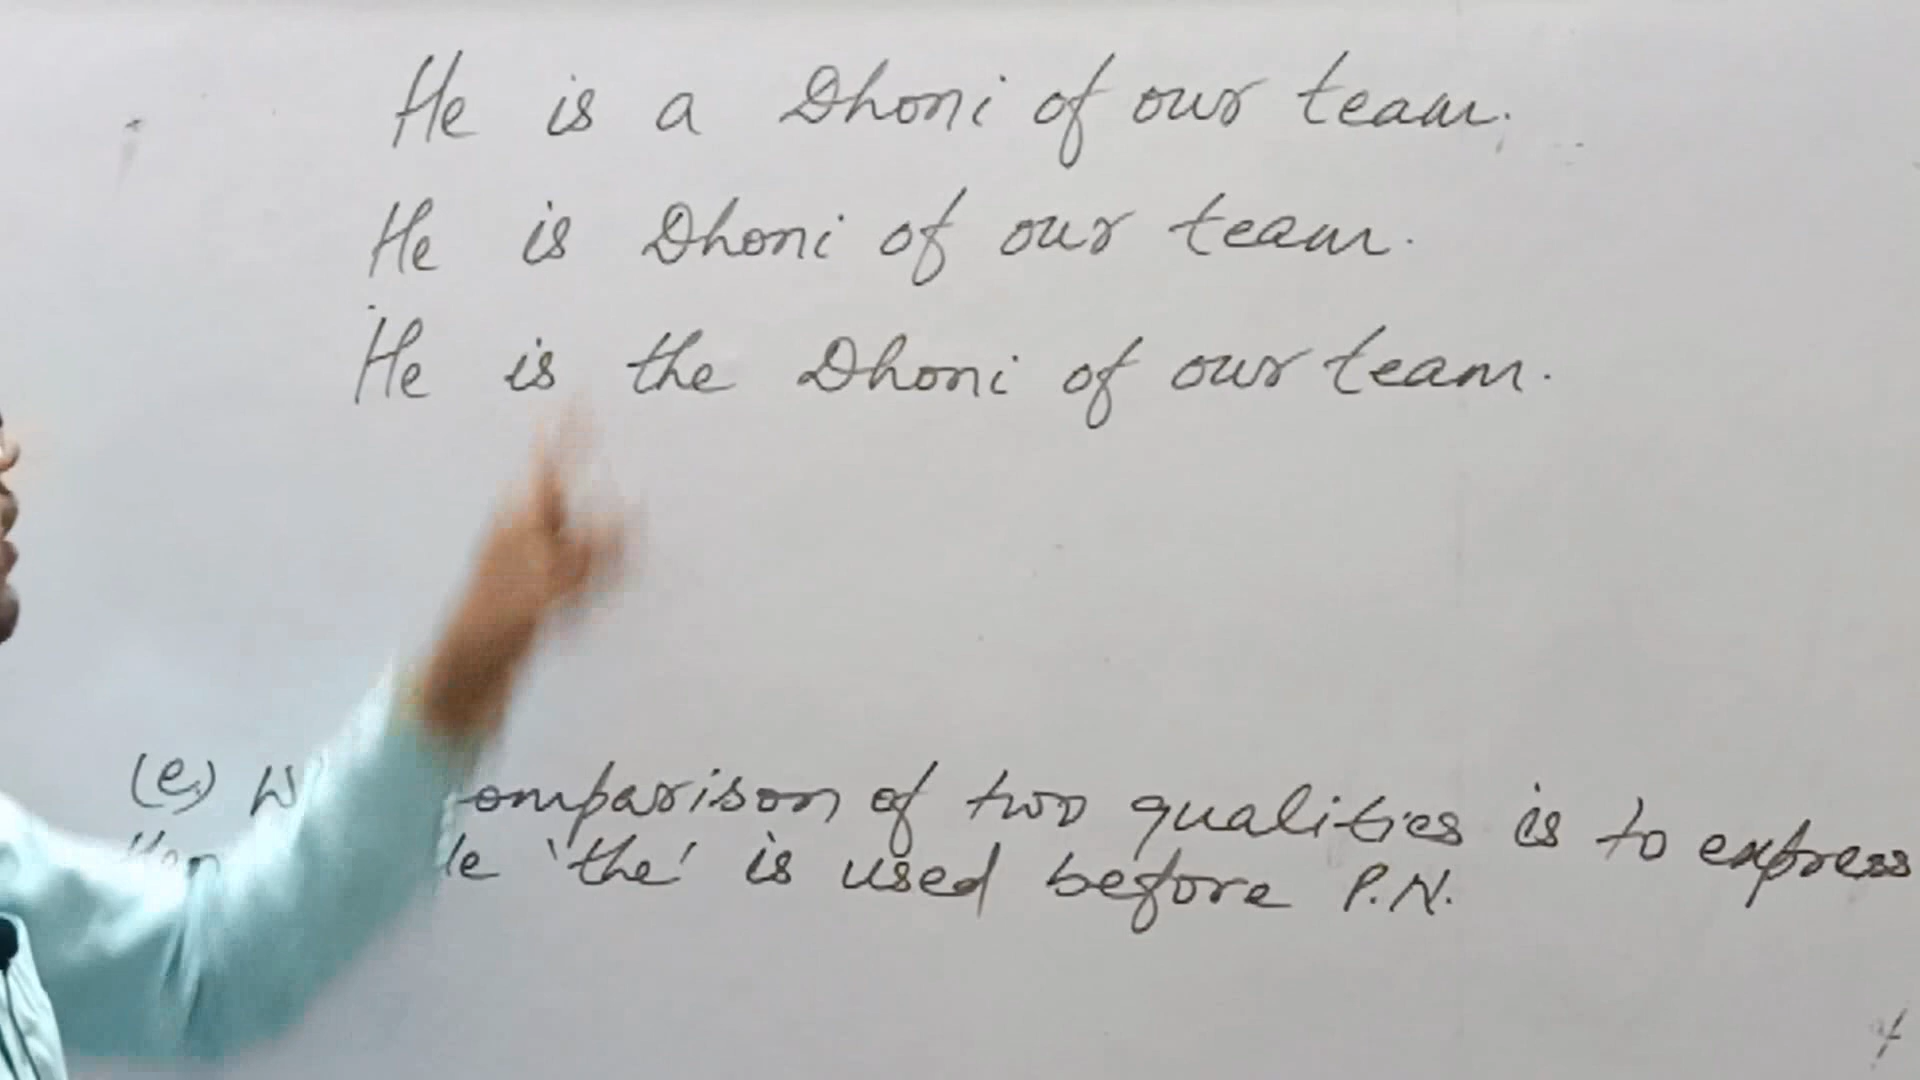 He is a Dhoni of our team.
He is Dhoni of our team.
He is the Dhoni of our team.
(e) omparison of two qualities is to express
'the' is used before P.N.